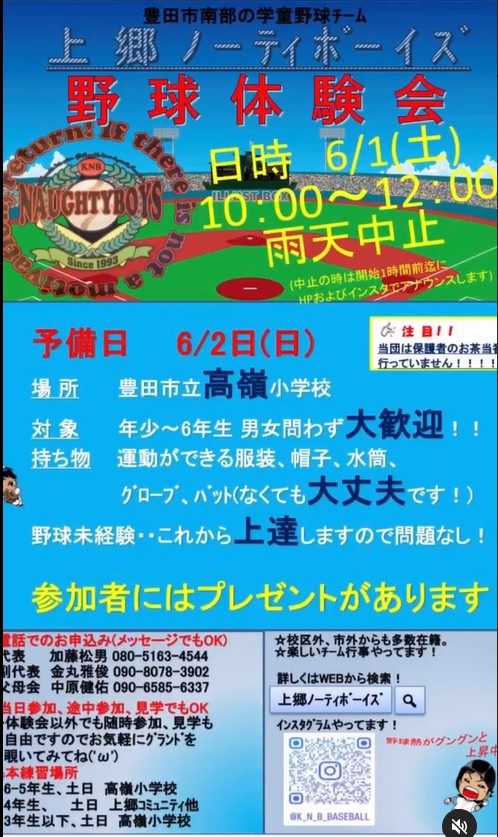 豊田市南部の学童野球チーム
上郷ノーティボーイズ
野球体験会
日時 6/1(土)
10:00~12:00
雨天中止
(中止の時は開始1時間前迄に
HPおよびインスタでアナウンスします)
return! If there is not a
KNB
NAUGHTYBOYS
Since 1993
ILLUST BOX
予備日 6/2日(日)
注目!!
当団は保護者のお茶当番
行っていません!!!!
場所 豊田市立高嶺小学校
対象 年少~6年生 男女問わず大歓迎!!
持ち物 運動ができる服装、帽子、水筒、
グローブ、バット(なくても大丈夫です!)
野球未経験・・これから上達しますので問題なし!
参加者にはプレゼントがあります
電話でのお申込み(メッセージでもOK)
代表 加藤松男 080-5163-4544
副代表 金丸雅俊 090-8078-3902
父母会 中原健佑 090-6585-6337
当日参加、途中参加、見学でもOK
体験会以外でも随時参加、見学も
自由ですのでお気軽にグランドを
覗いてみてね('ω')
本練習場所
6-5年生、土日 高嶺小学校
4年生、 土日 上郷コミュニティ他
3年生以下、土日 高嶺小学校
☆校区外、市外からも多数在籍。
☆楽しいチーム行事やってます!
詳しくはWEBから検索!
上郷ノーティボーイズ
インスタグラムやってます!
@K_N_B_BASEBALL
野球熱がグングンと
上昇中